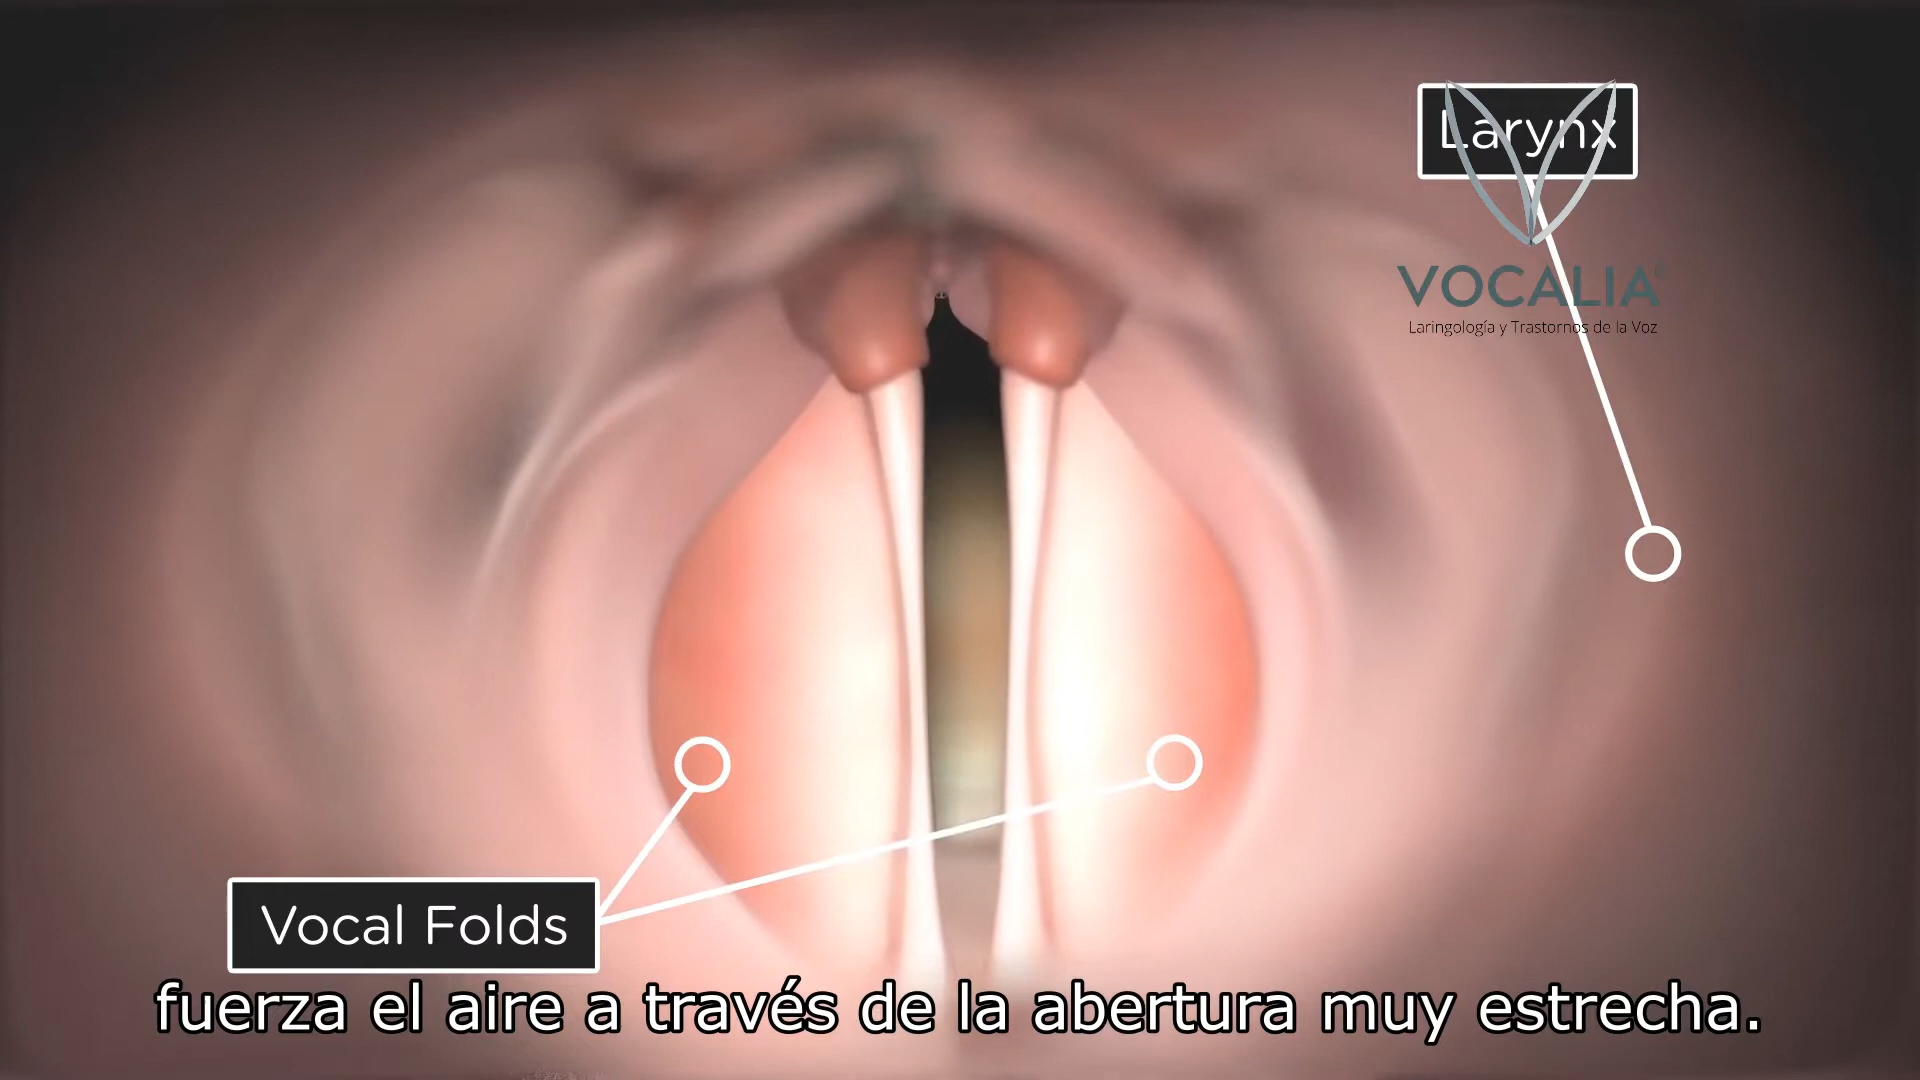 Larynx
VOCALIA
Laringología y Trastornos de la Voz
Vocal Folds
fuerza el aire a través de la abertura muy estrecha.